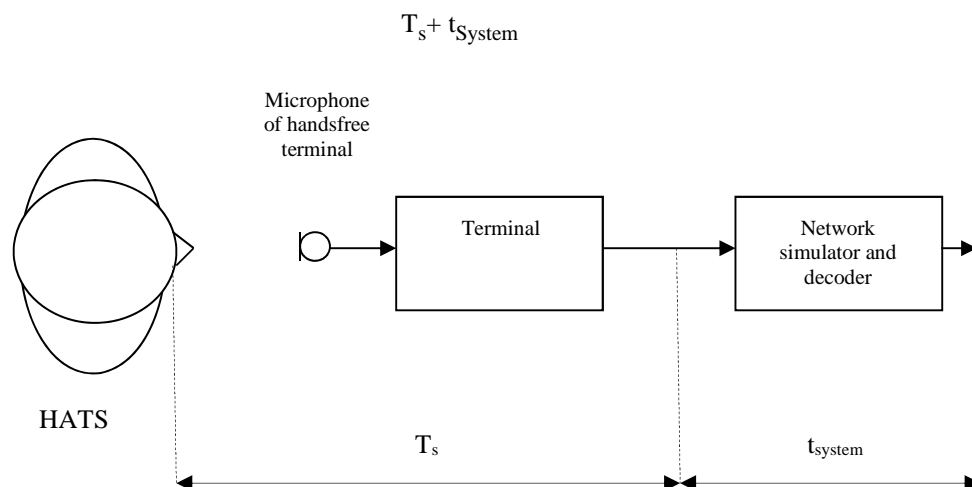 Ts+ tSystem
Microphone
of handsfree
terminal
Terminal
Network
simulator and
decoder
HATS
Ts
tsystem